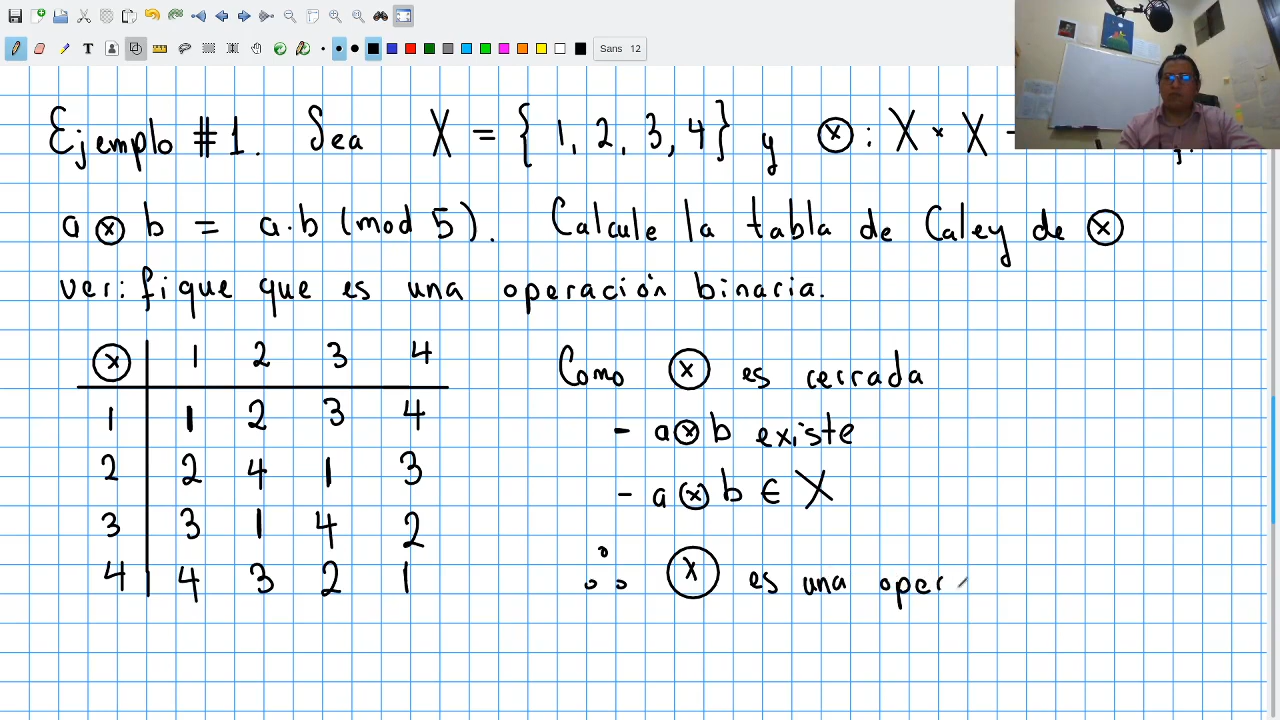 Sans 12
Ejemplo #1. Sea X = { 1, 2, 3, 4 } y ⊗ : X × X -
a ⊗ b = a.b (mod 5). Calcule la tabla de Caley de ⊗
verifique que es una operación binaria.
⊗ | 1 2 3 4
1 | 1 2 3 4
2 | 2 4 1 3
3 | 3 1 4 2
4 | 4 3 2 1
Como ⊗ es cerrada
- a ⊗ b existe
- a ⊗ b ∈ X
∴ ⊗ es una oper